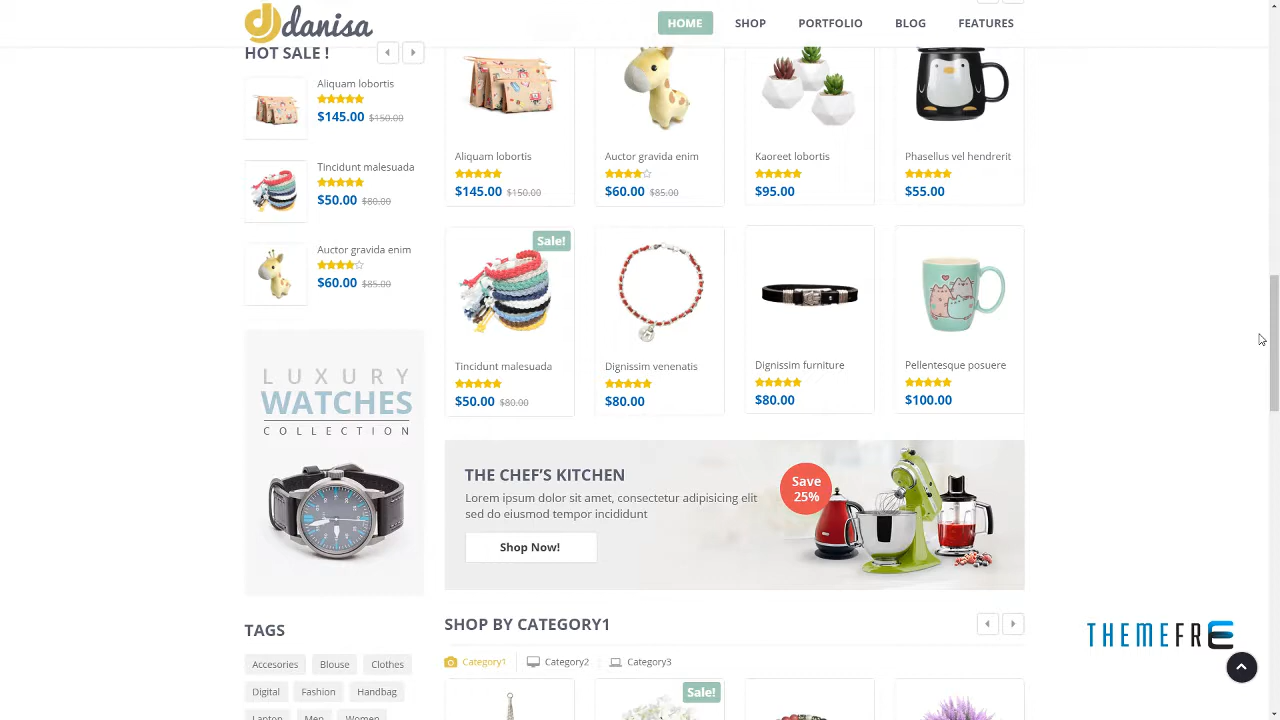 danisa
HOME SHOP PORTFOLIO BLOG FEATURES
HOT SALE !
Aliquam lobortis
$145.00 $150.00
Tincidunt malesuada
$50.00 $80.00
Auctor gravida enim
$60.00 $85.00
LUXURY
WATCHES
COLLECTION
TAGS
Accesories Blouse Clothes
Digital Fashion Handbag
Laptop Men Women
Aliquam lobortis
$145.00 $150.00
Auctor gravida enim
$60.00 $85.00
Kaoreet lobortis
$95.00
Phasellus vel hendrerit
$55.00
Sale!
Tincidunt malesuada
$50.00 $80.00
Dignissim venenatis
$80.00
Dignissim furniture
$80.00
Pellentesque posuere
$100.00
THE CHEF'S KITCHEN
Lorem ipsum dolor sit amet, consectetur adipisicing elit
sed do eiusmod tempor incididunt
Shop Now!
Save
25%
SHOP BY CATEGORY1
Category1 Category2 Category3
Sale!
THEMEFRE